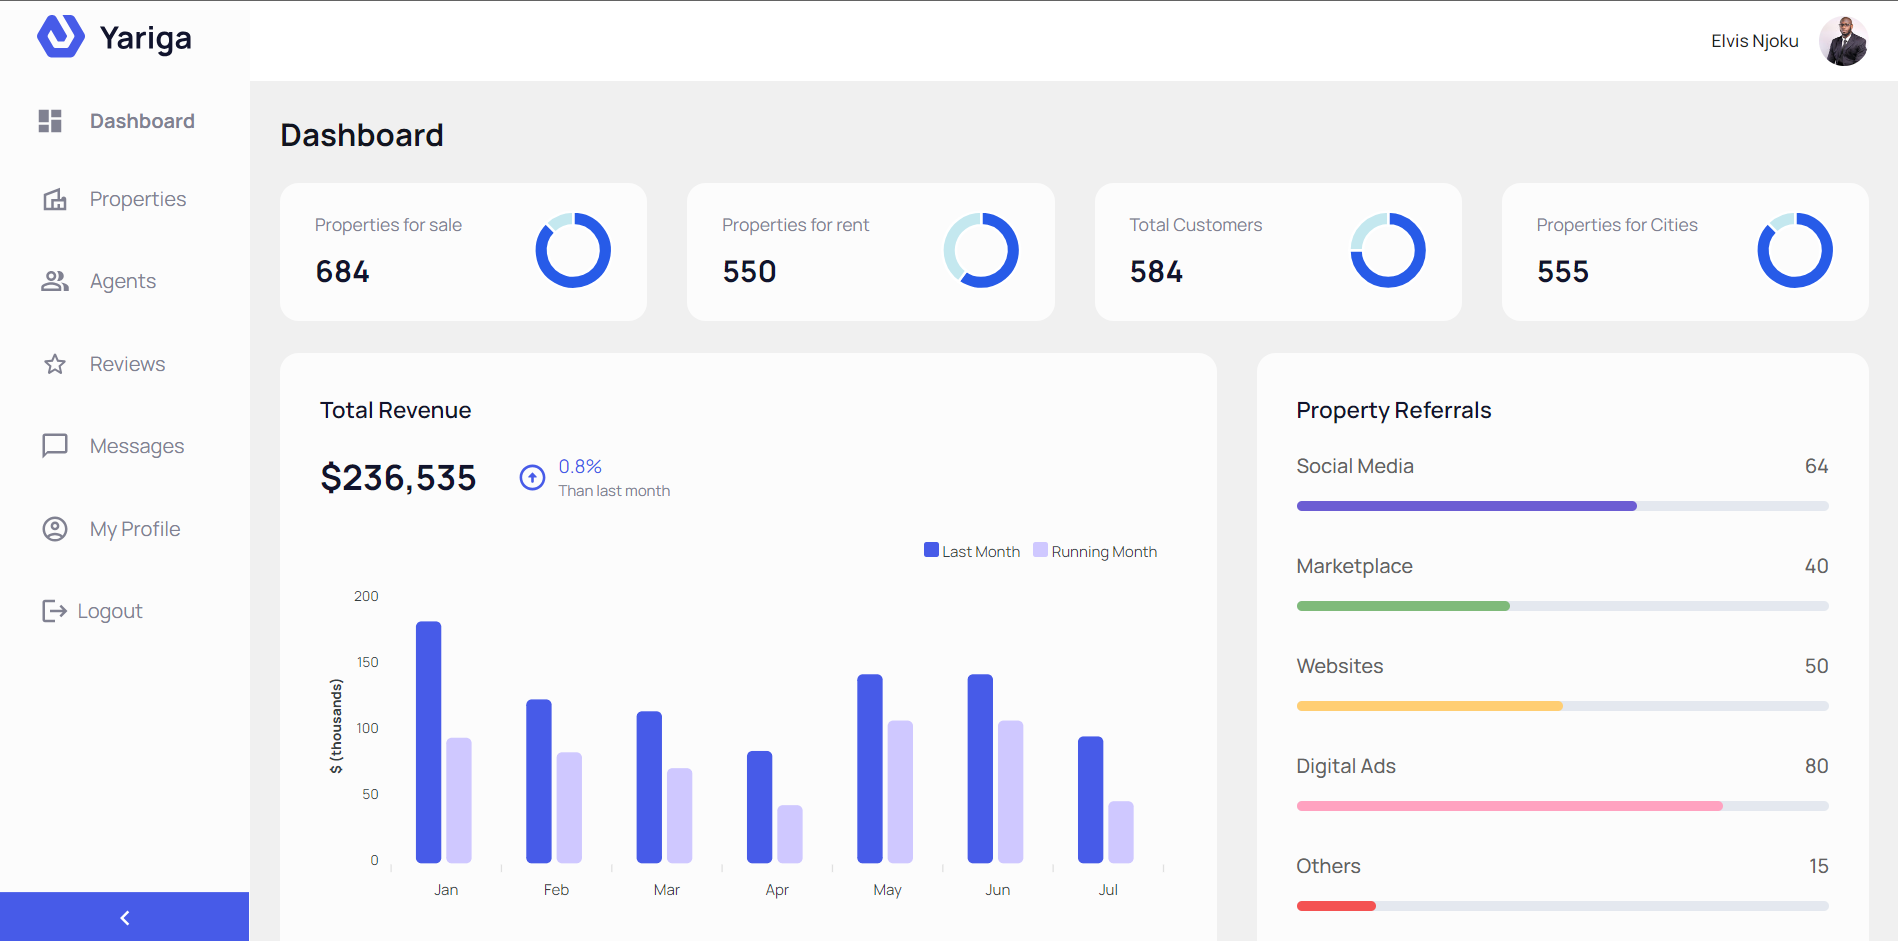 Yariga
Elvis Njoku
Dashboard
Properties
Agents
Reviews
Messages
My Profile
Logout
Dashboard
Properties for sale
684
Properties for rent
550
Total Customers
584
Properties for Cities
555
Total Revenue
$236,535
0.8%
Than last month
Last Month
Running Month
$ (thousands)
200
150
100
50
0
Jan
Feb
Mar
Apr
May
Jun
Jul
Property Referrals
Social Media
64
Marketplace
40
Websites
50
Digital Ads
80
Others
15